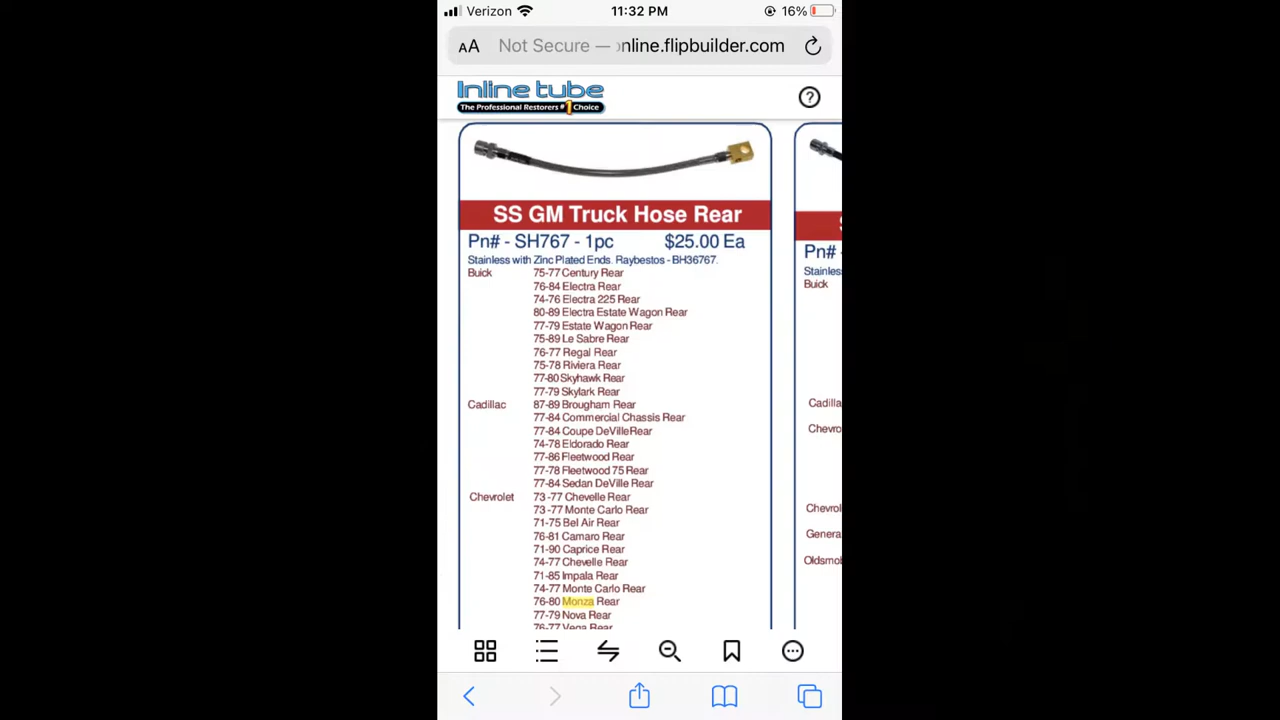 Verizon 11:32 PM 16%
AA Not Secure — online.flipbuilder.com
Inline tube
The Professional Restorers #1 Choice
SS GM Truck Hose Rear
Pn# - SH767 - 1pc $25.00 Ea
Stainless with Zinc Plated Ends. Raybestos - BH36767.
Buick 75-77 Century Rear
76-84 Electra Rear
74-76 Electra 225 Rear
80-89 Electra Estate Wagon Rear
77-79 Estate Wagon Rear
75-89 Le Sabre Rear
76-77 Regal Rear
75-78 Riviera Rear
77-80 Skyhawk Rear
77-79 Skylark Rear
Cadillac 87-89 Brougham Rear
77-84 Commercial Chassis Rear
77-84 Coupe DeVilleRear
74-78 Eldorado Rear
77-86 Fleetwood Rear
77-78 Fleetwood 75 Rear
77-84 Sedan DeVille Rear
Chevrolet 73-77 Chevelle Rear
73-77 Monte Carlo Rear
71-75 Bel Air Rear
76-81 Camaro Rear
71-90 Caprice Rear
74-77 Chevelle Rear
71-85 Impala Rear
74-77 Monte Carlo Rear
76-80 Monza Rear
77-79 Nova Rear
76-77 Vega Rear
Pn#
Stainles
Buick
Cadilla
Chevro
Chevrol
Genera
Oldsmob